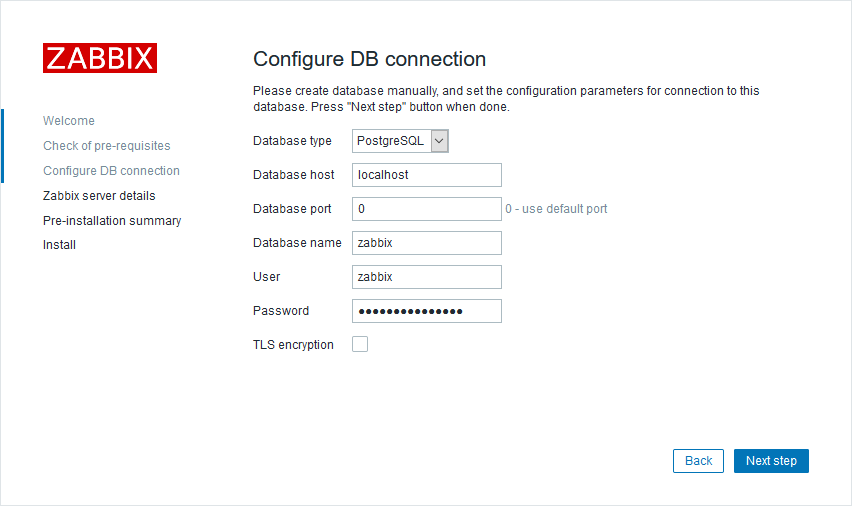 ZABBIX
Welcome
Check of pre-requisites
Configure DB connection
Zabbix server details
Pre-installation summary
Install
Configure DB connection
Please create database manually, and set the configuration parameters for connection to this
database. Press "Next step" button when done.
Database type PostgreSQL
Database host localhost
Database port 0 0 - use default port
Database name zabbix
User zabbix
Password ●●●●●●●●●●●●●●●
TLS encryption
Back Next step